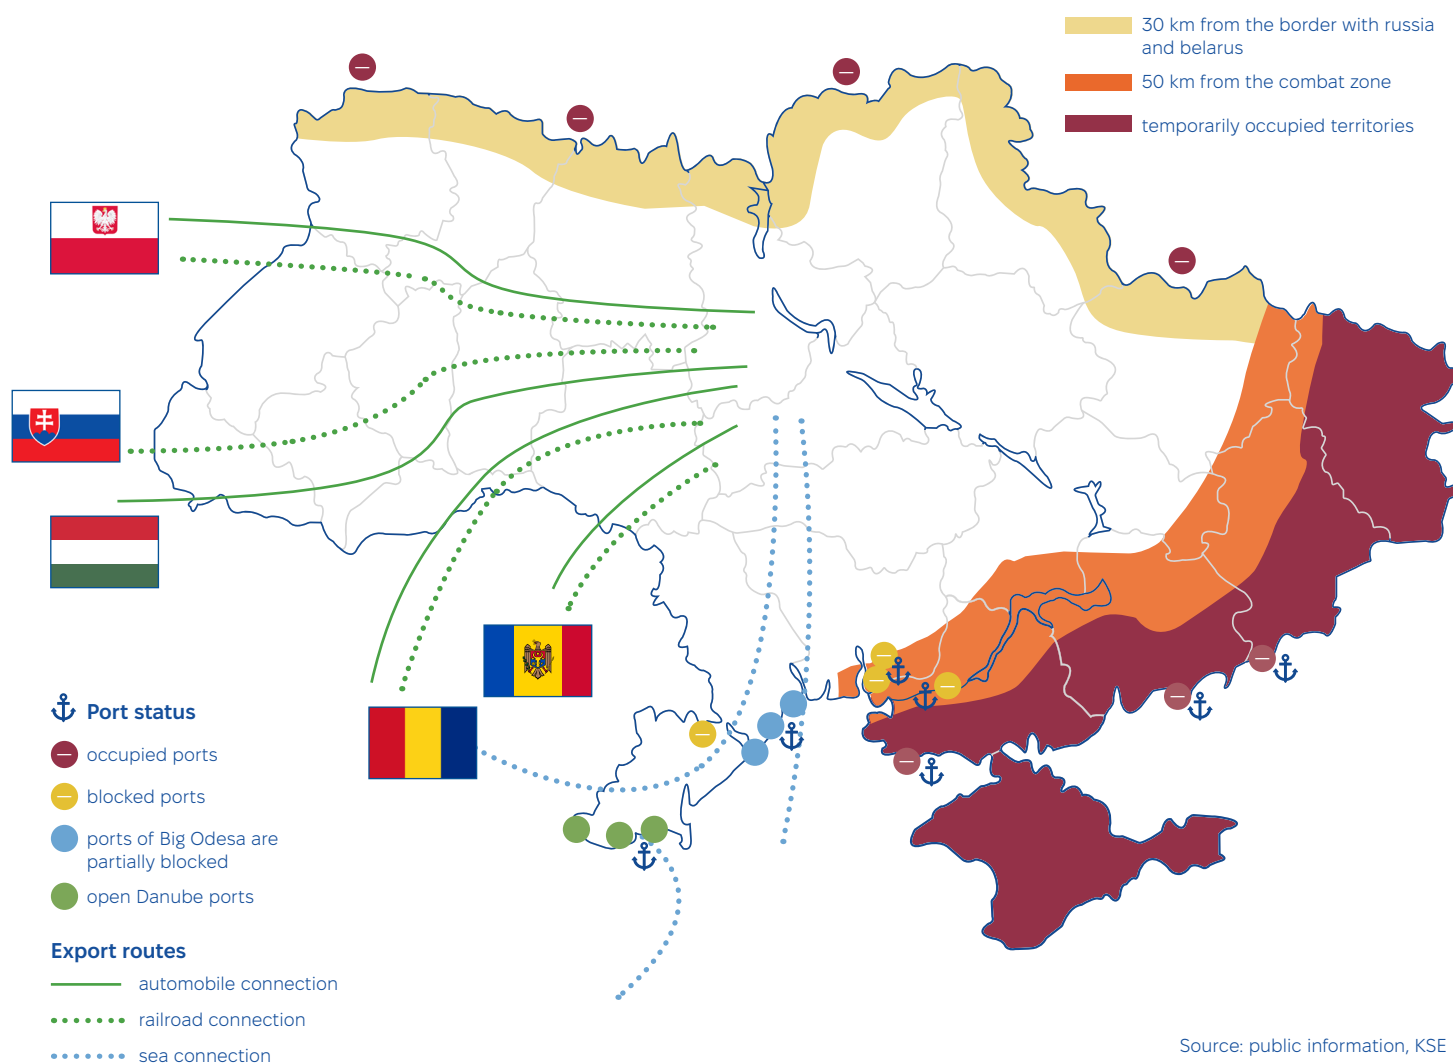 30 km from the border with russia
and belarus
50 km from the combat zone
temporarily occupied territories
Port status
occupied ports
blocked ports
ports of Big Odesa are
partially blocked
open Danube ports
Export routes
automobile connection
railroad connection
sea connection
Source: public information, KSE